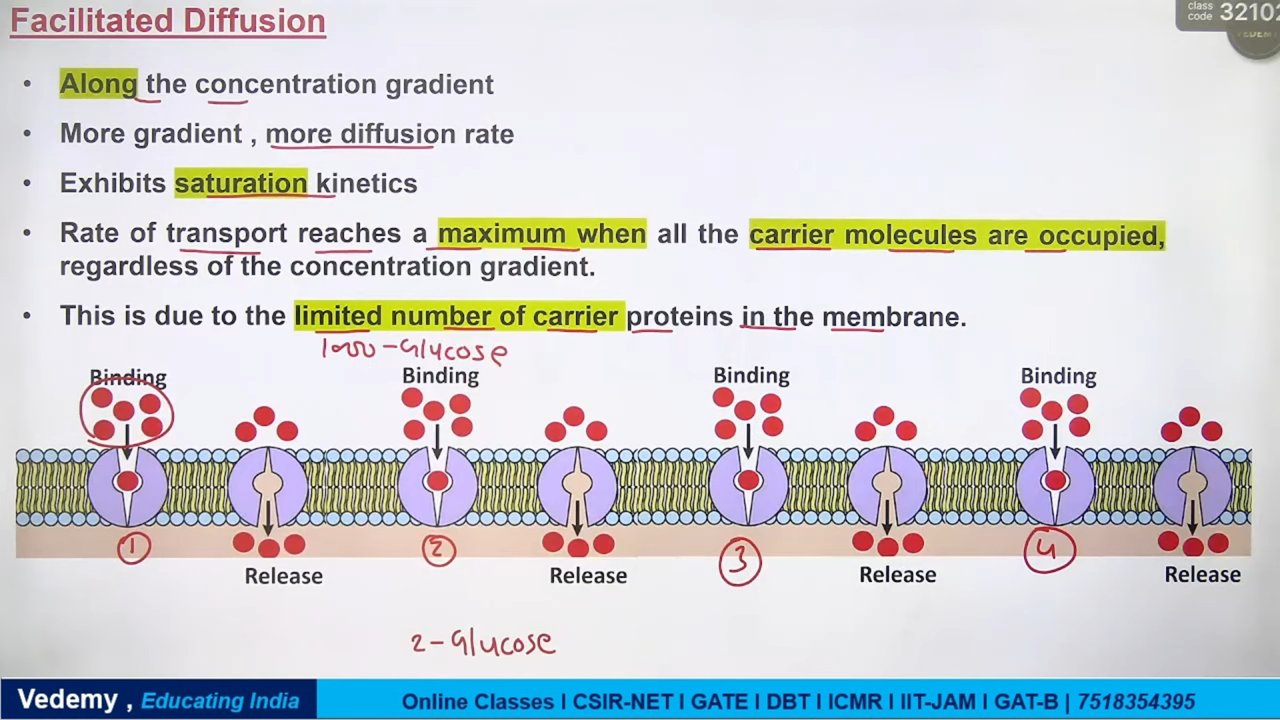 Facilitated Diffusion
class code 32102
VEDEMY
• Along the concentration gradient
• More gradient , more diffusion rate
• Exhibits saturation kinetics
• Rate of transport reaches a maximum when all the carrier molecules are occupied,
regardless of the concentration gradient.
• This is due to the limited number of carrier proteins in the membrane.
1000-Glucose
Binding Binding Binding Binding
1 2 3 4
Release Release Release Release
2-Glucose
Vedemy , Educating India
Online Classes I CSIR-NET I GATE I DBT I ICMR I IIT-JAM I GAT-B | 7518354395